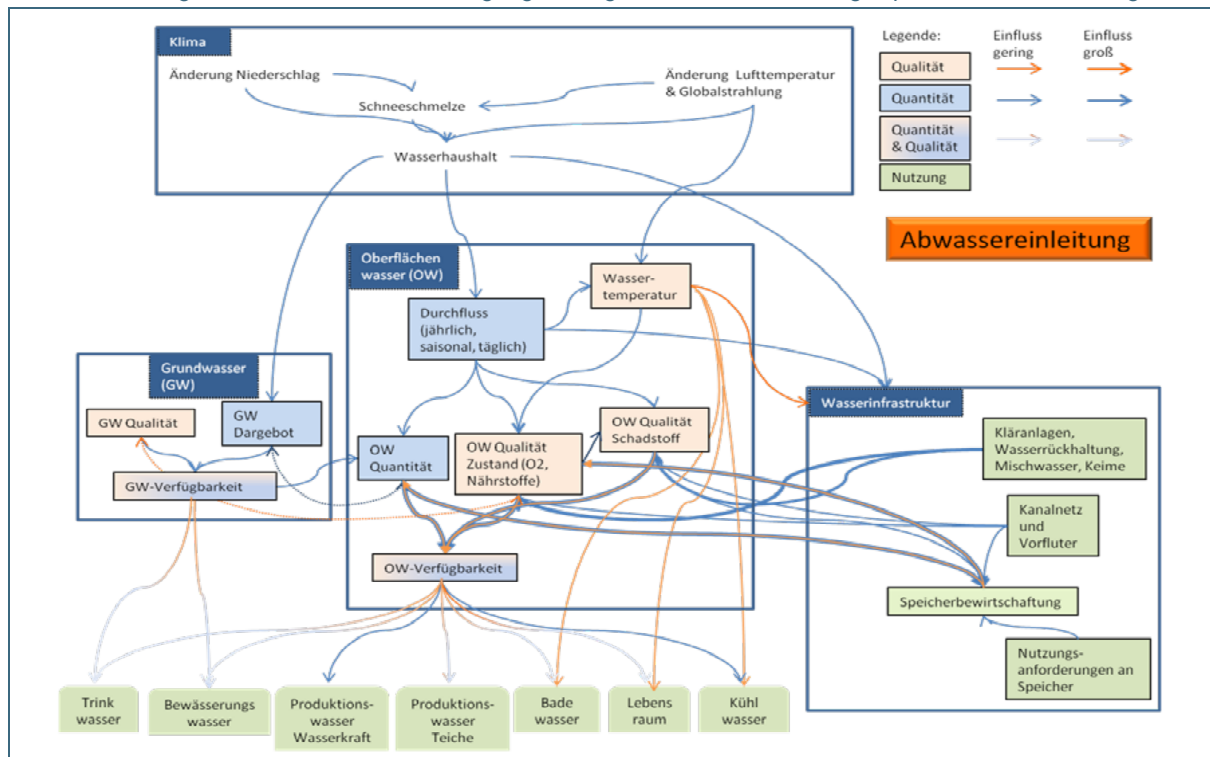 Klima
Änderung Niederschlag
Änderung Lufttemperatur
& Globalstrahlung
Schneeschmelze
Wasserhaushalt
Legende:
Einfluss
gering
Einfluss
groß
Qualität
Quantität
Quantität
& Qualität
Nutzung
Abwassereinleitung
Oberflächen
wasser (OW)
Wasser-
temperatur
Durchfluss
(jährlich,
saisonal, täglich)
Grundwasser
(GW)
GW Qualität
GW
Dargebot
GW-Verfügbarkeit
OW
Quantität
OW Qualität
Zustand (O2,
Nährstoffe)
OW Qualität
Schadstoff
OW-Verfügbarkeit
Wasserinfrastruktur
Kläranlagen,
Wasserrückhaltung,
Mischwasser, Keime
Kanalnetz
und
Vorfluter
Speicherbewirtschaftung
Nutzungs-
anforderungen an
Speicher
Trink
wasser
Bewässerungs
wasser
Produktions-
wasser
Wasserkraft
Produktions-
wasser
Teiche
Bade
wasser
Lebens
raum
Kühl
wasser